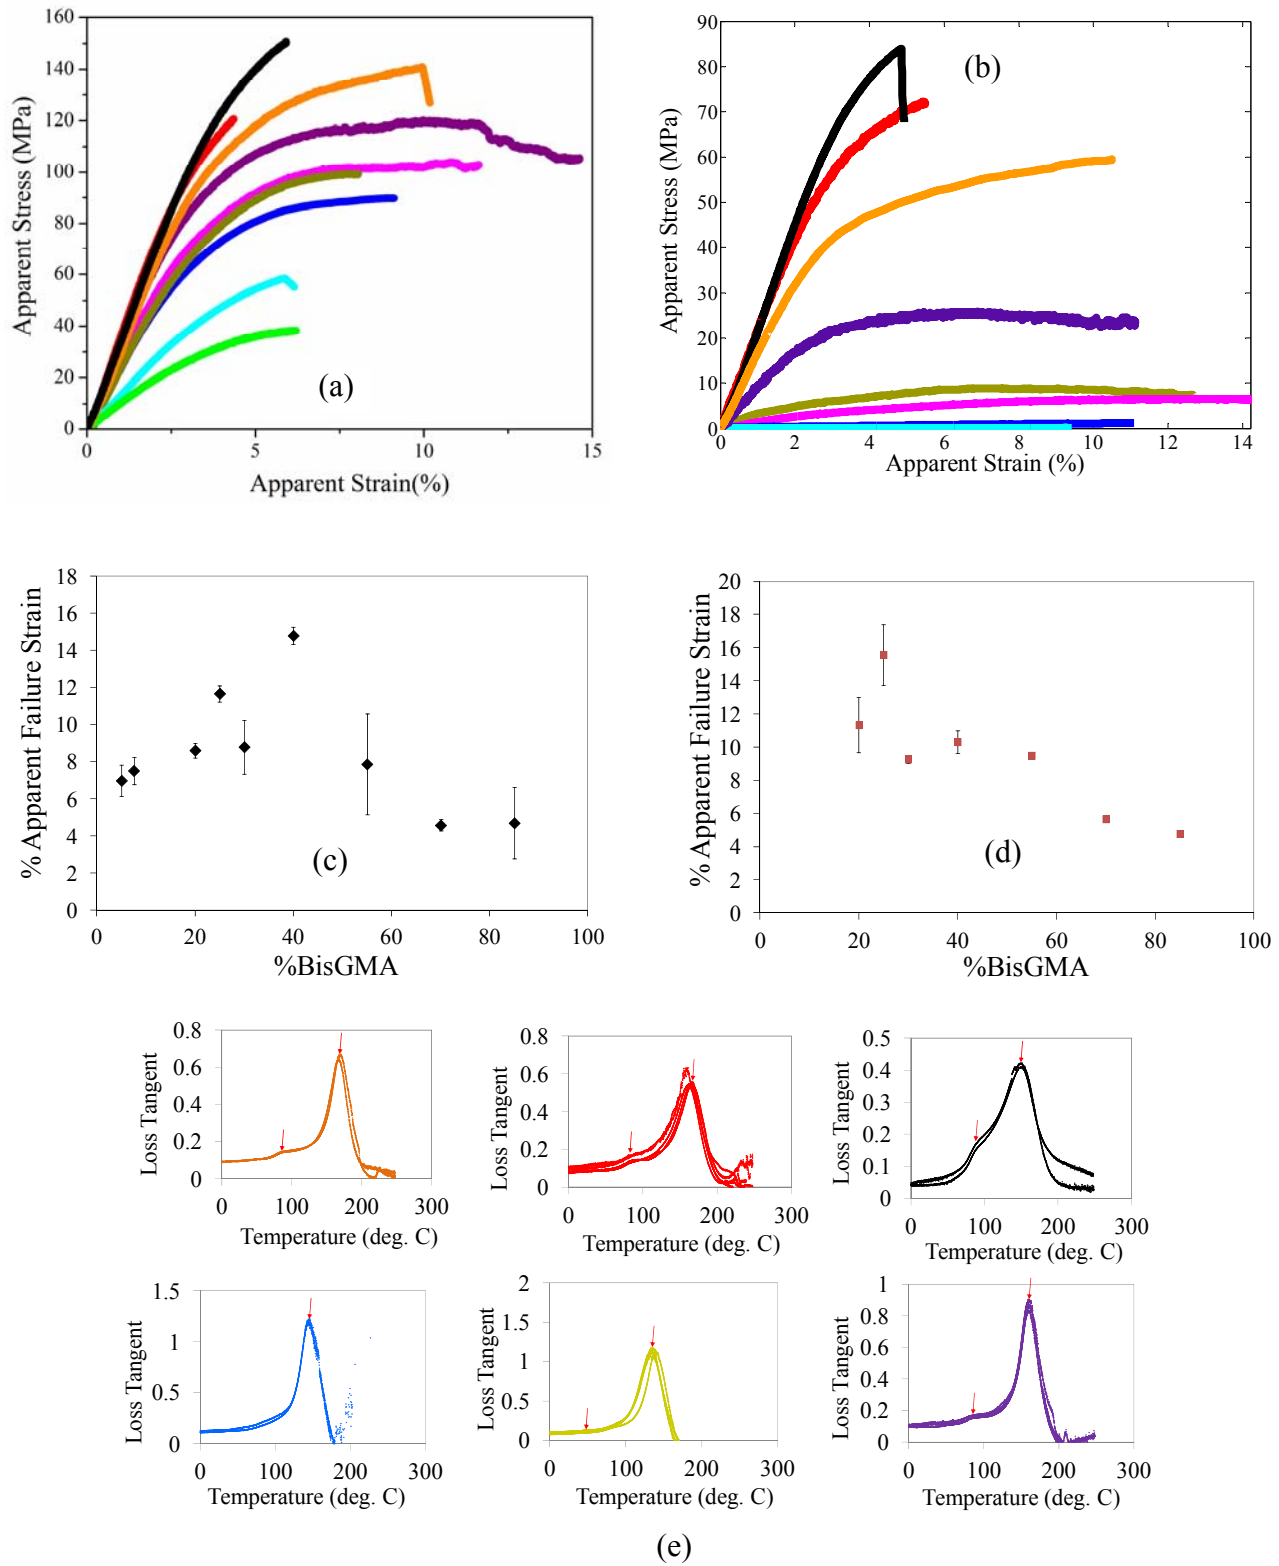 160
140
120
100
80
60
40
20
0
0 5 10 15
Apparent Stress (MPa)
Apparent Strain(%)
(a)
90
80
70
60
50
40
30
20
10
0
0 2 4 6 8 10 12 14
Apparent Stress (MPa)
Apparent Strain (%)
(b)
18
16
14
12
10
8
6
4
2
0
0 20 40 60 80 100
% Apparent Failure Strain
%BisGMA
(c)
20
18
16
14
12
10
8
6
4
2
0
0 20 40 60 80 100
% Apparent Failure Strain
%BisGMA
(d)
0.8
0.6
0.4
0.2
0
0 100 200 300
Loss Tangent
Temperature (deg. C)
0.8
0.6
0.4
0.2
0
0 100 200 300
Loss Tangent
Temperature (deg. C)
0.5
0.4
0.3
0.2
0.1
0
0 100 200 300
Loss Tangent
Temperature (deg. C)
1.5
1
0.5
0
0 100 200 300
Loss Tangent
Temperature (deg. C)
2
1.5
1
0.5
0
0 100 200 300
Loss Tangent
Temperature (deg. C)
1
0.8
0.6
0.4
0.2
0
0 100 200 300
Loss Tangent
Temperature (deg. C)
(e)